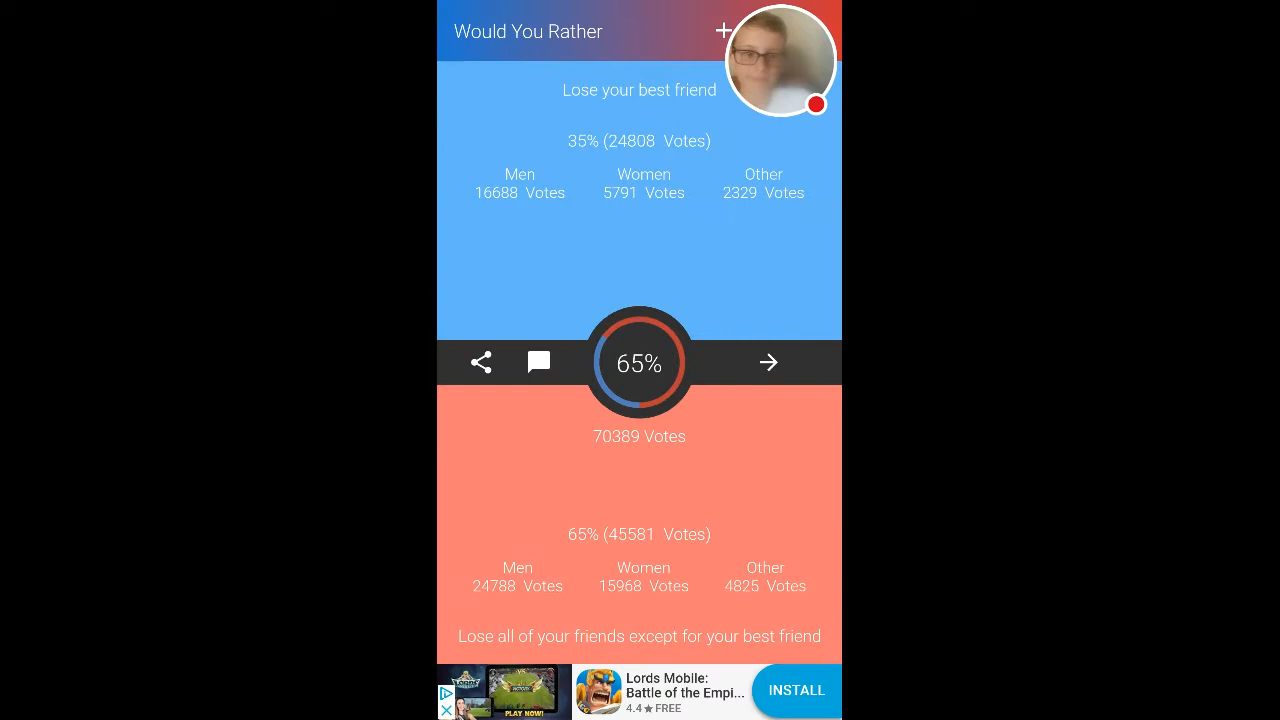 Would You Rather
Lose your best friend
35% (24808 Votes)
Men Women Other
16688 Votes 5791 Votes 2329 Votes
65%
70389 Votes
65% (45581 Votes)
Men Women Other
24788 Votes 15968 Votes 4825 Votes
Lose all of your friends except for your best friend
PLAY NOW!
Lords Mobile:
Battle of the Empi...
4.4★FREE
INSTALL